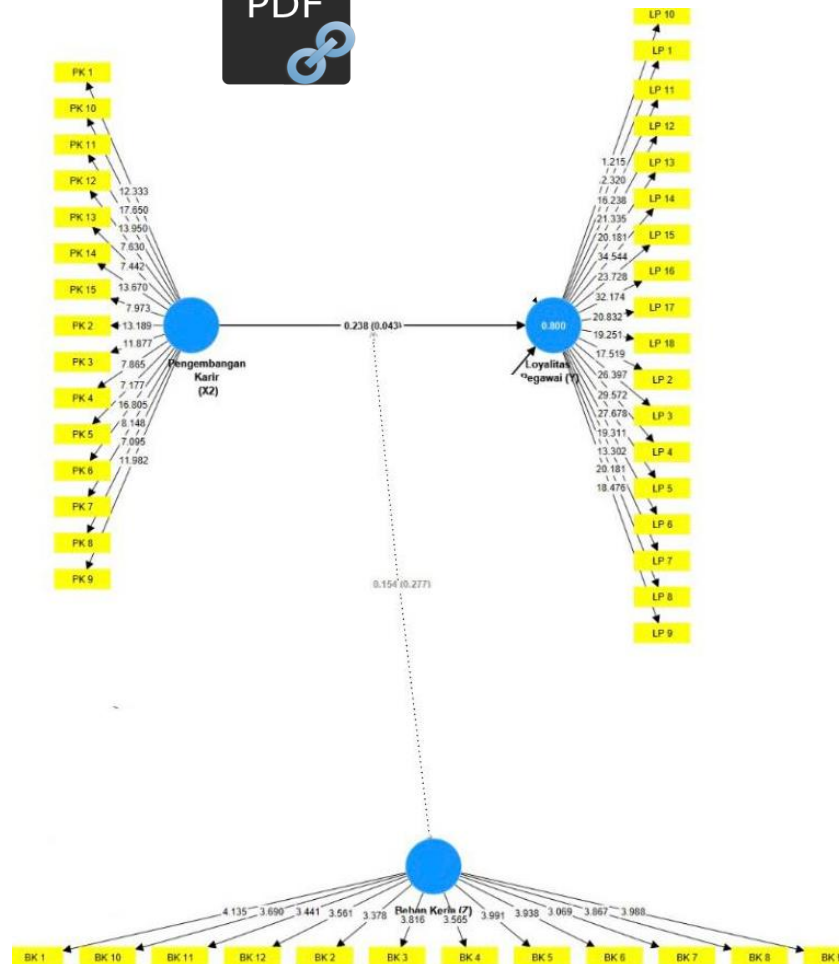 PDF
PK 1
PK 10
PK 11
PK 12
PK 13
PK 14
PK 15
PK 2
PK 3
PK 4
PK 5
PK 6
PK 7
PK 8
PK 9
12.333
17.650
13.950
7.630
7.442
13.670
7.973
13.189
11.877
7.865
7.177
16.805
8.148
7.095
11.982
Pengembangan
Karir
(X2)
0.238 (0.043)
0.800
Loyalitas
Pegawai (Y)
1.215
2.320
16.238
21.335
20.181
34.544
23.728
32.174
20.832
19.251
17.519
26.397
29.572
27.678
19.311
13.302
20.181
18.476
LP 10
LP 1
LP 11
LP 12
LP 13
LP 14
LP 15
LP 16
LP 17
LP 18
LP 2
LP 3
LP 4
LP 5
LP 6
LP 7
LP 8
LP 9
0.154 (0.277)
Beban Kerja (Z)
4.135 3.690 3.441 3.561 3.378 3.816 3.565 3.991 3.938 3.069 3.867 3.988
BK 1 BK 10 BK 11 BK 12 BK 2 BK 3 BK 4 BK 5 BK 6 BK 7 BK 8 BK